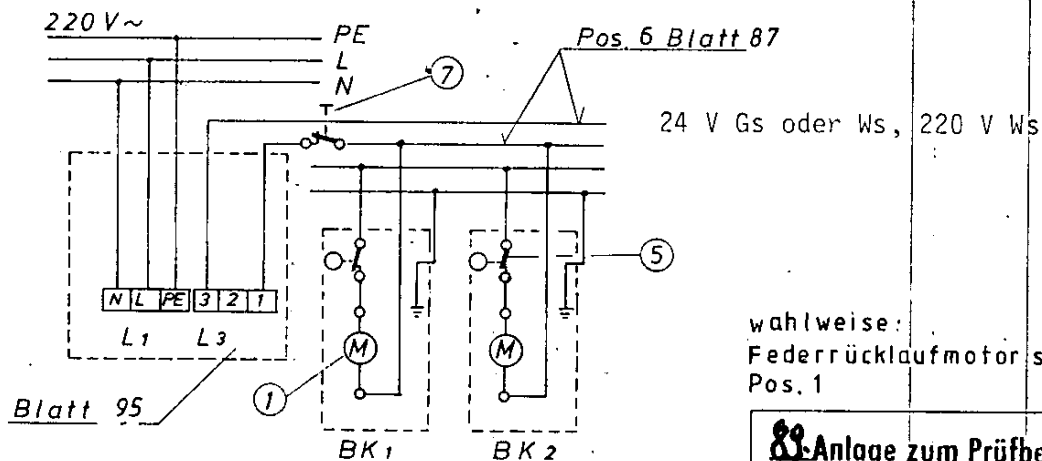 220 V~
PE
L
N
7
Pos. 6 Blatt 87
24 V Gs oder Ws, 220 V Ws
5
N L PE 3 2 1
L1 L3
M M
1
Blatt 95
BK1 BK2
wahlweise:
Federrücklaufmotor s
Pos. 1
89. Anlage zum Prüfbe